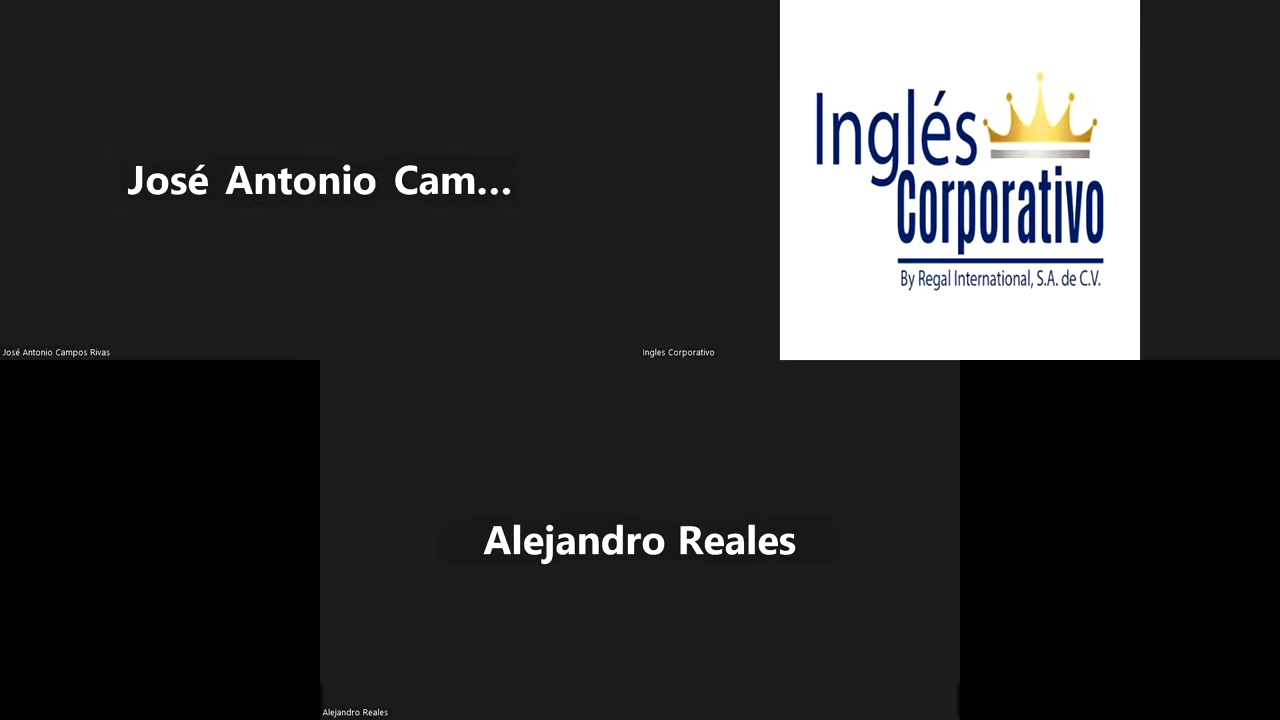 José Antonio Cam...
José Antonio Campos Rivas
Inglés
Corporativo
By Regal International, S.A. de C.V.
Ingles Corporativo
Alejandro Reales
Alejandro Reales